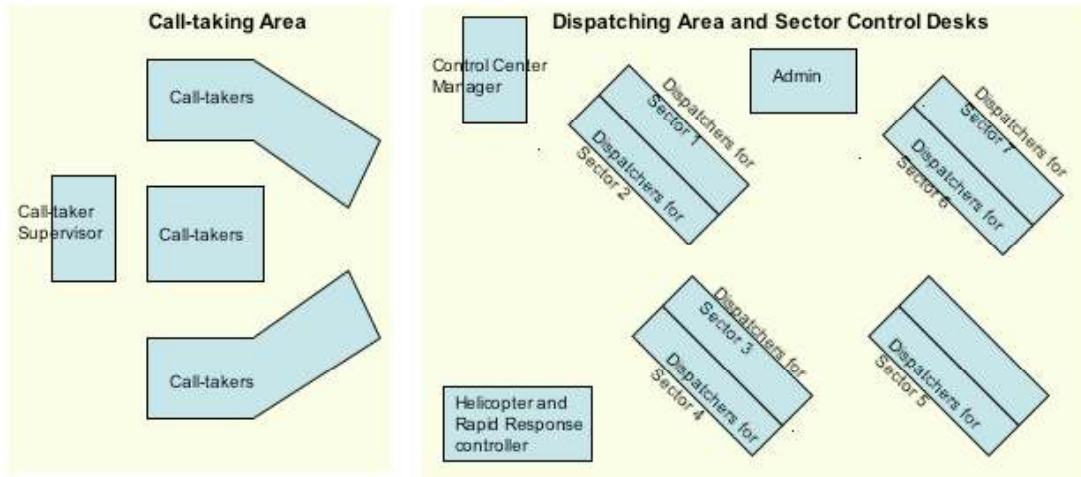 Call-taking Area
Call-takers
Call-taker
Supervisor
Call-takers
Call-takers
Dispatching Area and Sector Control Desks
Control Center
Manager
Admin
Dispatchers for
Sector 1
Dispatchers for
Sector 2
Dispatchers for
Sector 7
Dispatchers for
Sector 6
Dispatchers for
Sector 3
Dispatchers for
Sector 4
Dispatchers for
Sector 5
Helicopter and
Rapid Response
controller